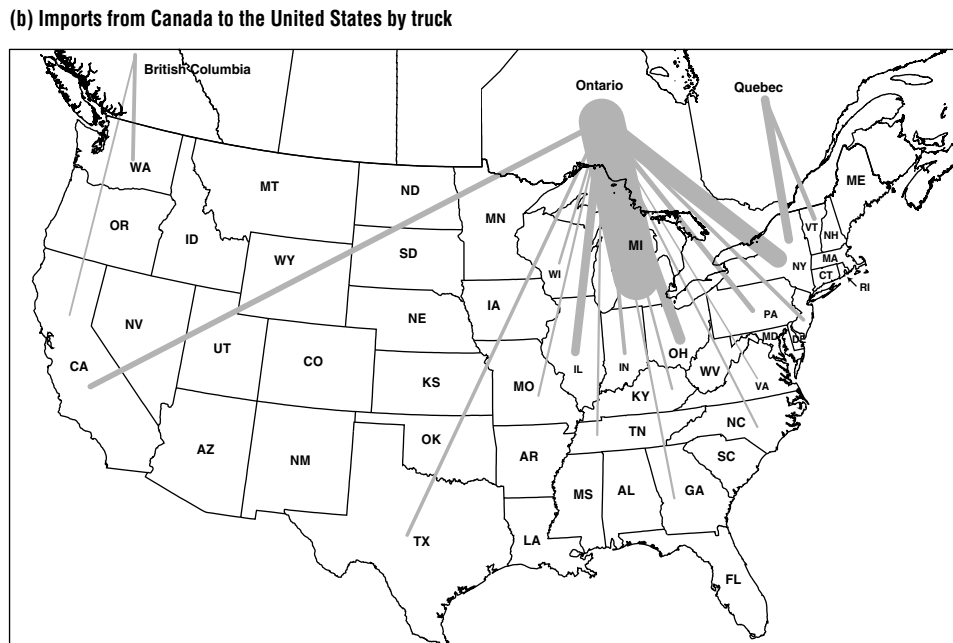 (b) Imports from Canada to the United States by truck
British Columbia
Ontario
Quebec
WA
MT
ND
MN
ME
OR
ID
WY
SD
WI
MI
VT
NH
NY
MA
CT
RI
NV
UT
NE
IA
PA
CA
CO
KS
MO
IL
IN
OH
MD
DE
WV
VA
KY
AZ
NM
OK
AR
TN
NC
SC
MS
AL
GA
TX
LA
FL